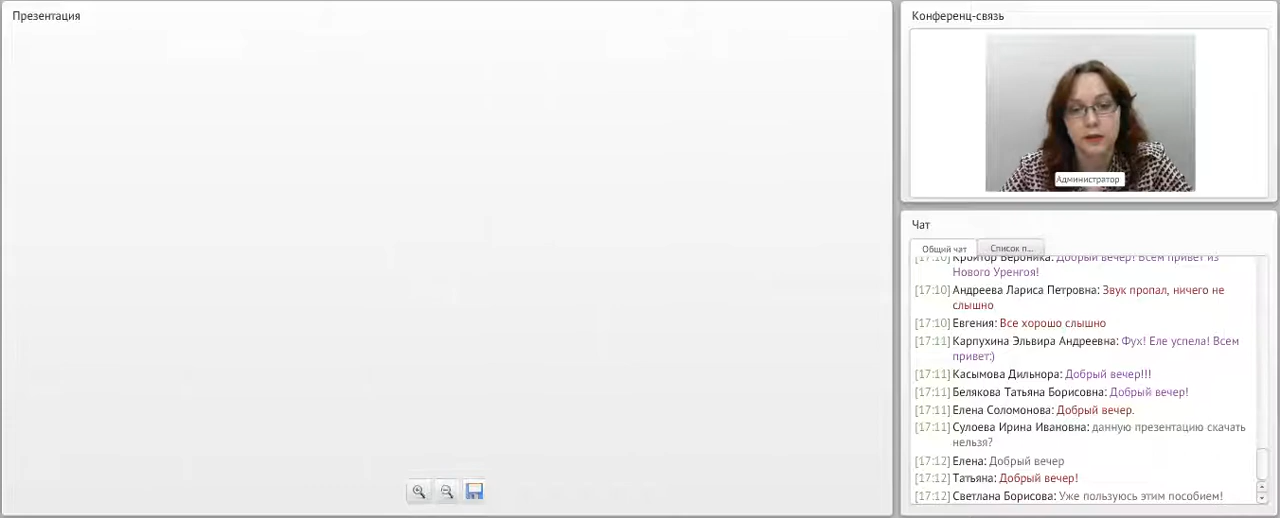 Презентация
Конференц-связь
Администратор
Чат
Общий чат
Список п...
[17:10] Кройтор Вероника: Добрый вечер! Всем привет из
Нового Уренгоя!
[17:10] Андреева Лариса Петровна: Звук пропал, ничего не
слышно
[17:10] Евгения: Все хорошо слышно
[17:11] Карпухина Эльвира Андреевна: Фух! Еле успела! Всем
привет:)
[17:11] Касымова Дильнора: Добрый вечер!!!
[17:11] Белякова Татьяна Борисовна: Добрый вечер!
[17:11] Елена Соломонова: Добрый вечер.
[17:11] Сулоева Ирина Ивановна: данную презентацию скачать
нельзя?
[17:12] Елена: Добрый вечер
[17:12] Татьяна: Добрый вечер!
[17:12] Светлана Борисова: Уже пользуюсь этим пособием!